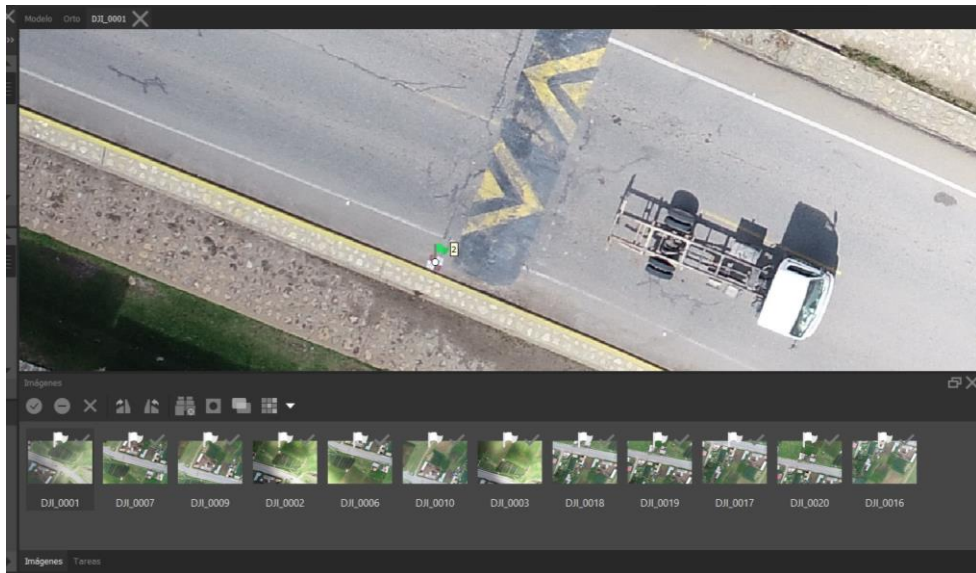 Modelo Orto DJI_0001
2
Imágenes
DJI_0001 DJI_0007 DJI_0009 DJI_0002 DJI_0006 DJI_0010 DJI_0003 DJI_0018 DJI_0019 DJI_0017 DJI_0020 DJI_0016
Imágenes Tareas